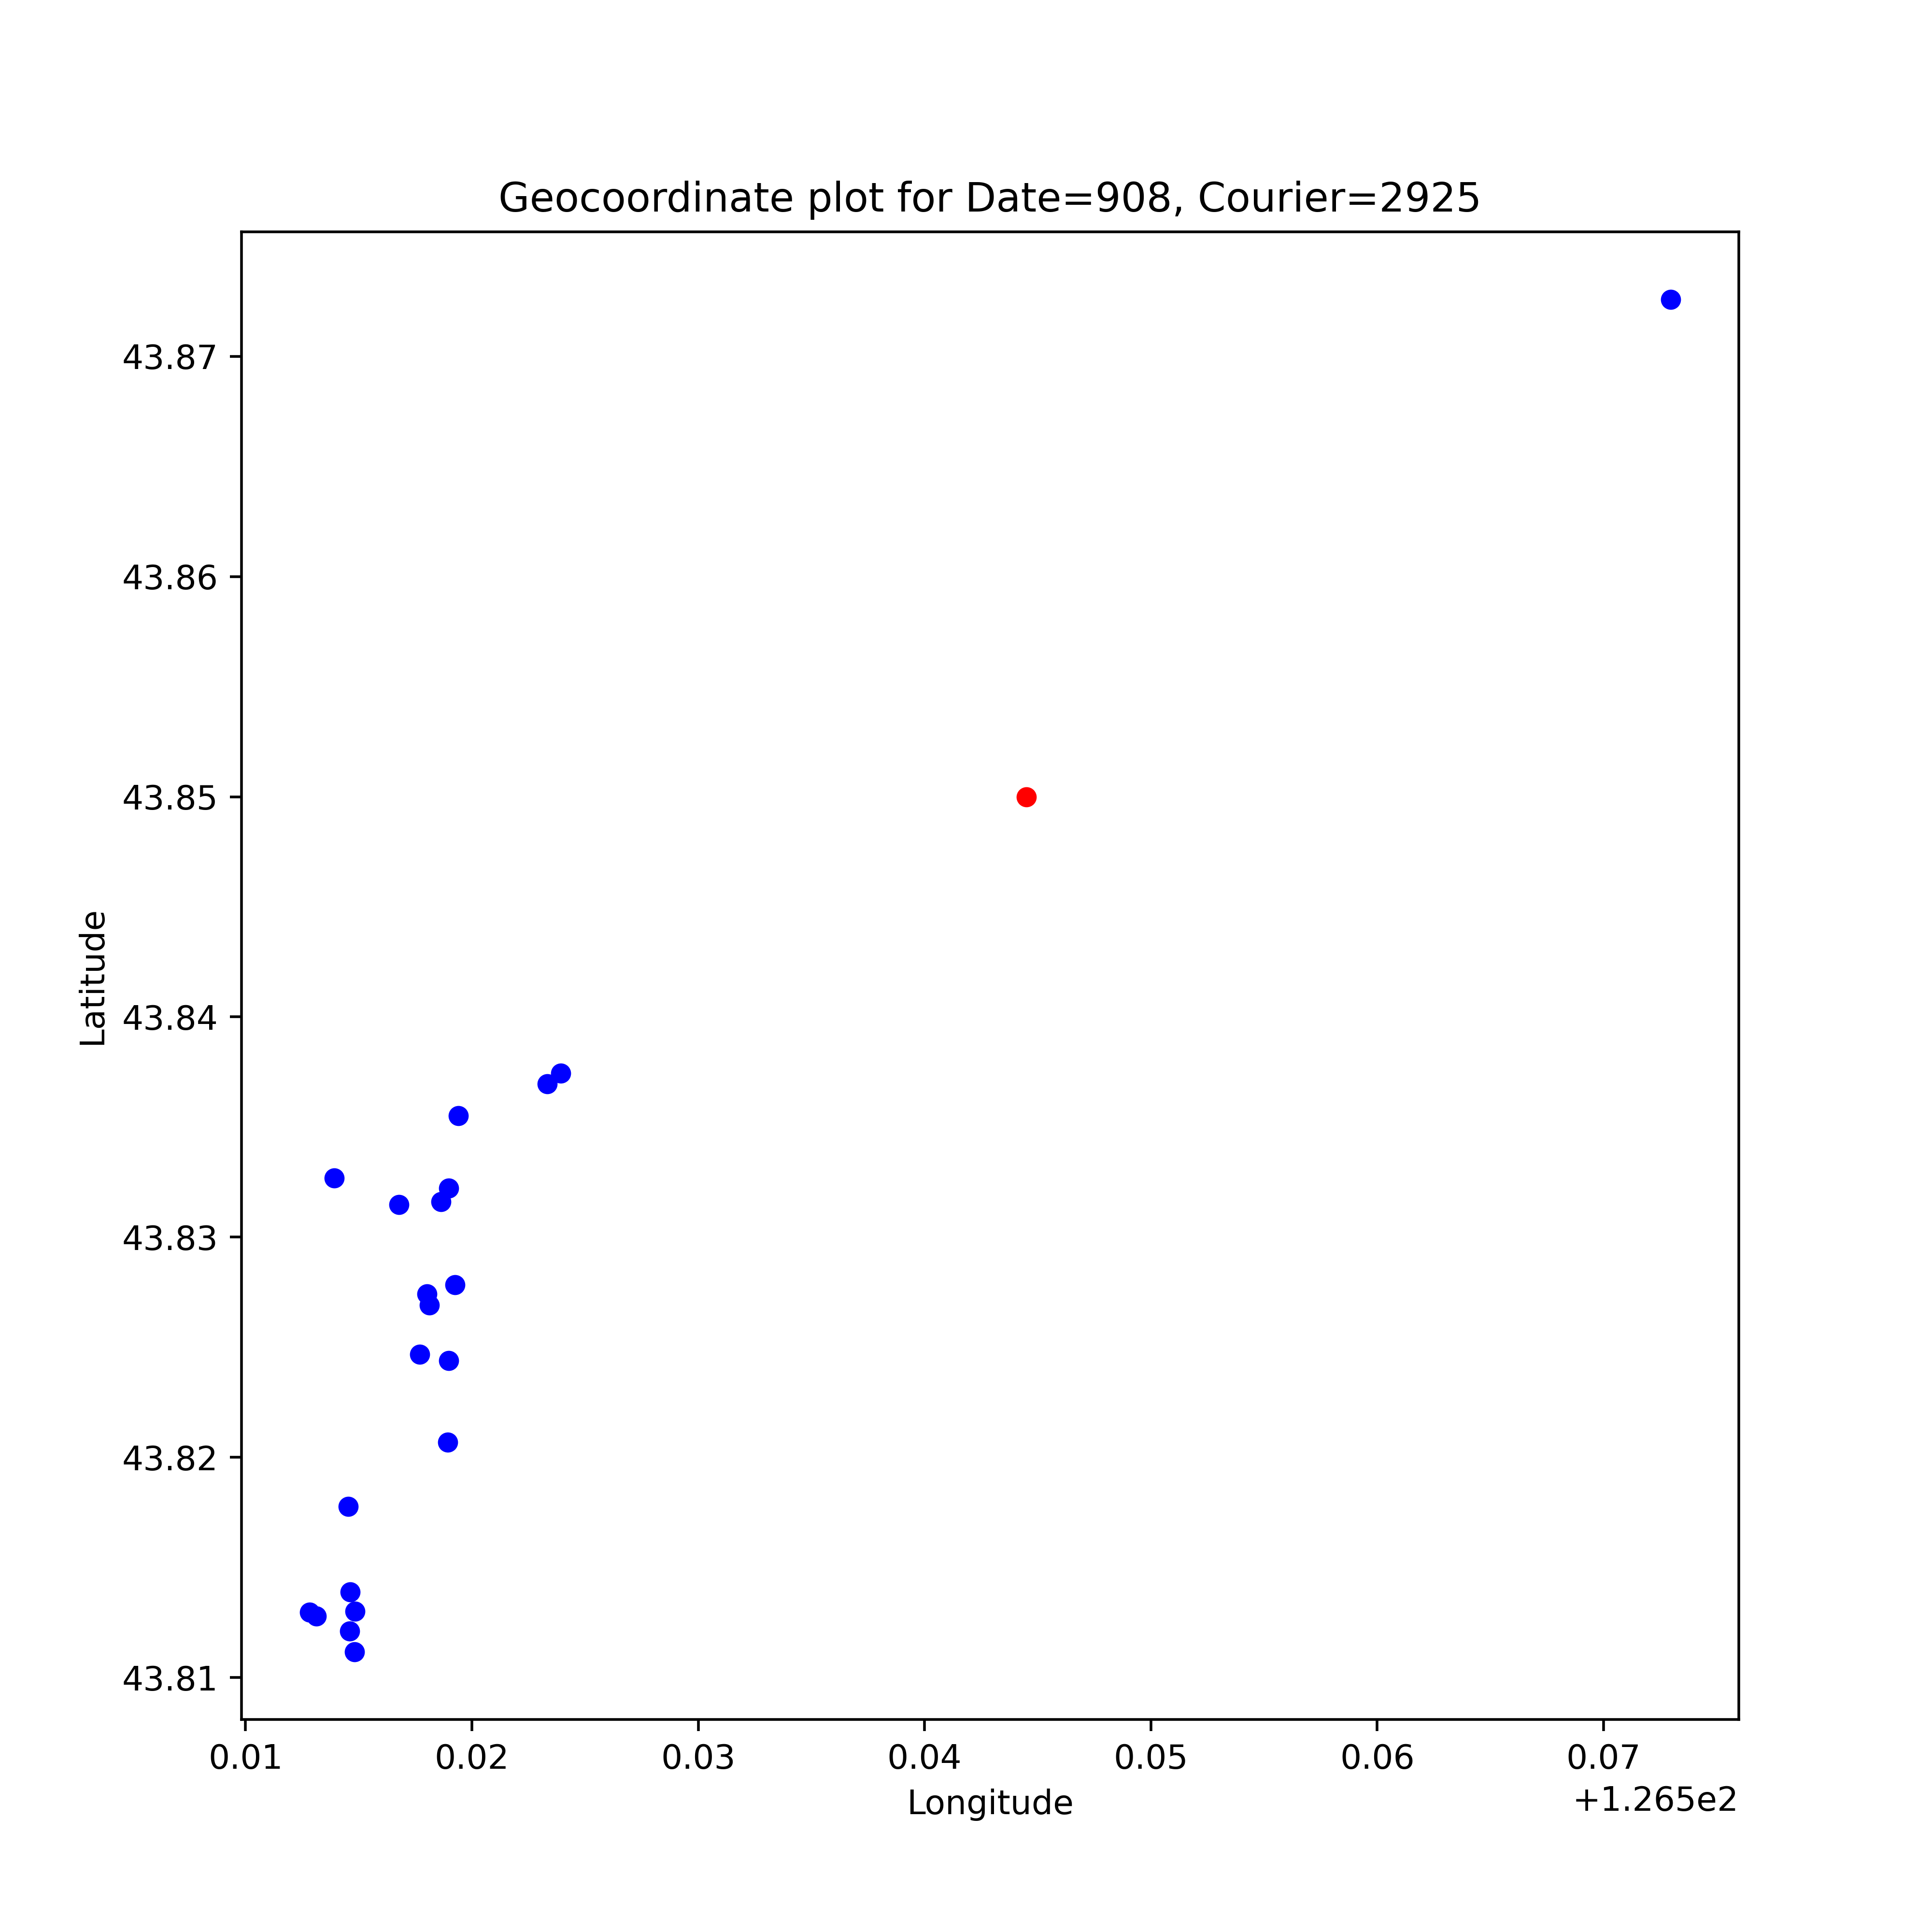 Geocoordinate plot for Date=908, Courier=2925
43.87
43.86
43.85
43.84
43.83
43.82
43.81
Latitude
0.01 0.02 0.03 0.04 0.05 0.06 0.07
+1.265e2
Longitude